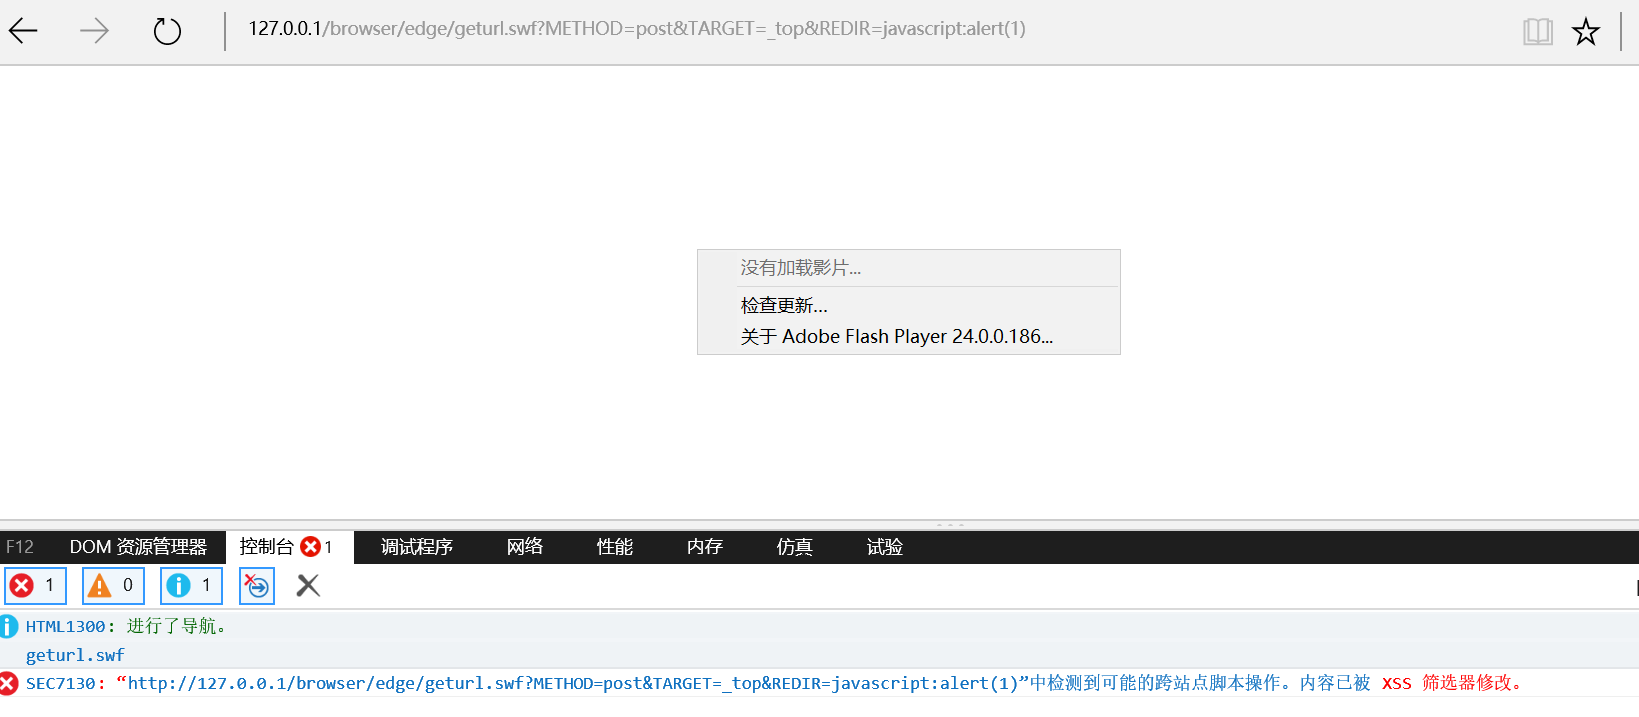 127.0.0.1/browser/edge/geturl.swf?METHOD=post&TARGET=_top&REDIR=javascript:alert(1)
没有加载影片...
检查更新...
关于 Adobe Flash Player 24.0.0.186...
F12 DOM 资源管理器 控制台 1 调试程序 网络 性能 内存 仿真 试验
1 0 1
HTML1300: 进行了导航。
geturl.swf
SEC7130: “http://127.0.0.1/browser/edge/geturl.swf?METHOD=post&TARGET=_top&REDIR=javascript:alert(1)”中检测到可能的跨站点脚本操作。内容已被 XSS 筛选器修改。